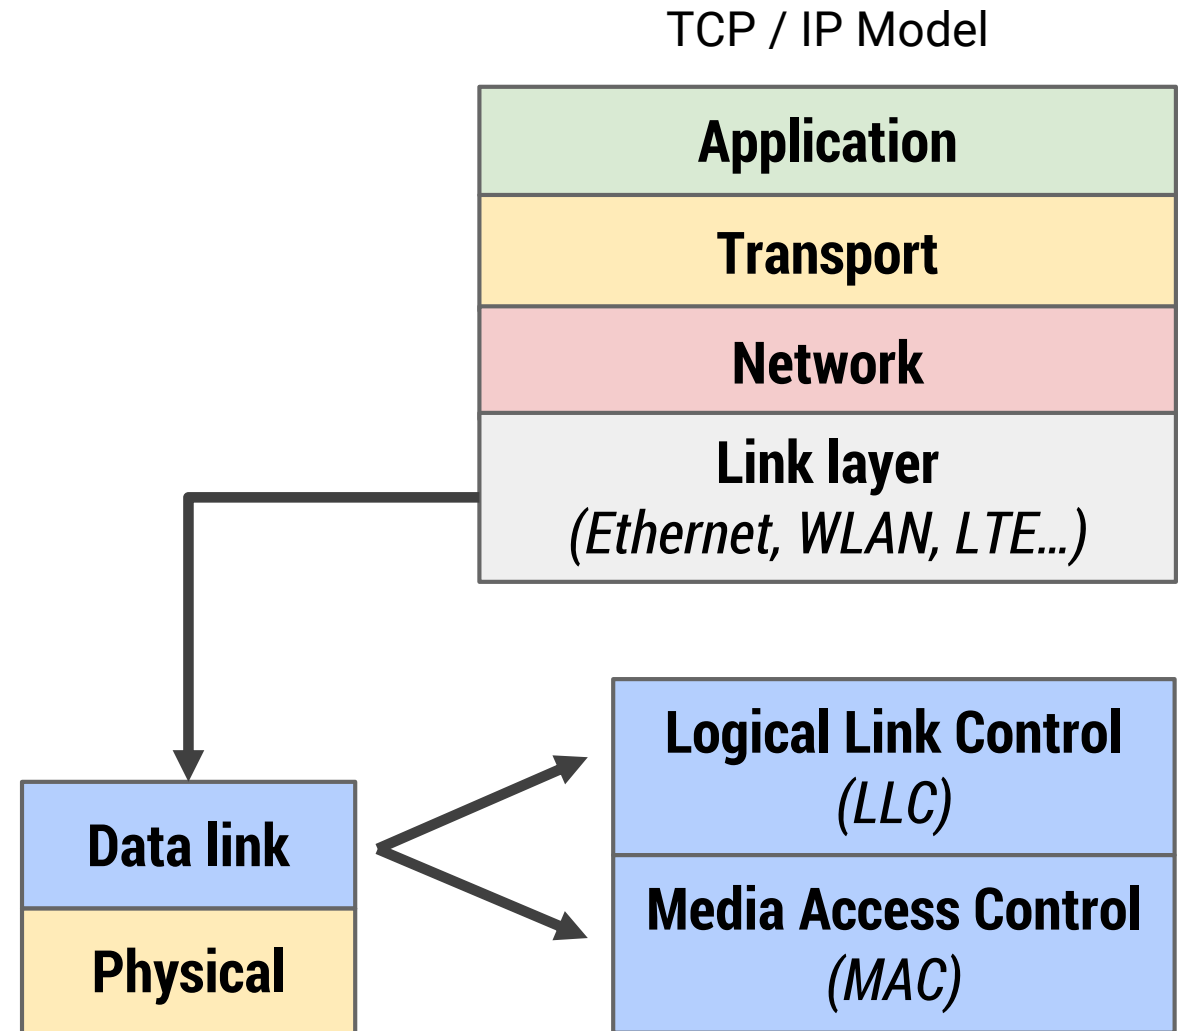 TCP / IP Model
Application
Transport
Network
Link layer
(Ethernet, WLAN, LTE…)
Data link
Physical
Logical Link Control
(LLC)
Media Access Control
(MAC)